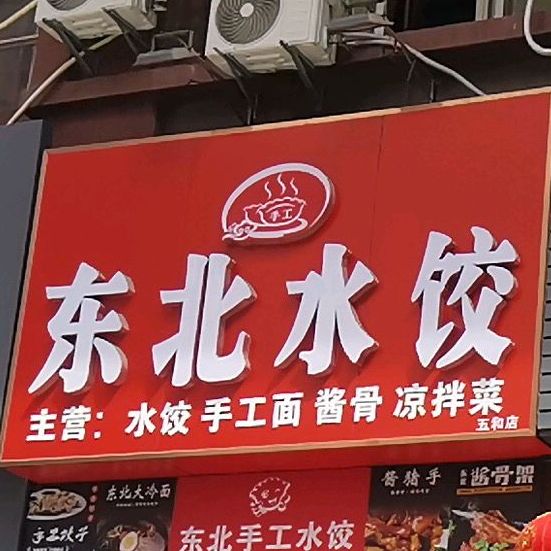 手工
东北水饺
主营：水饺 手工面 酱骨 凉拌菜
五和店
东北大冷面
手工饺子
酱猪手
酱骨架
东北手工水饺